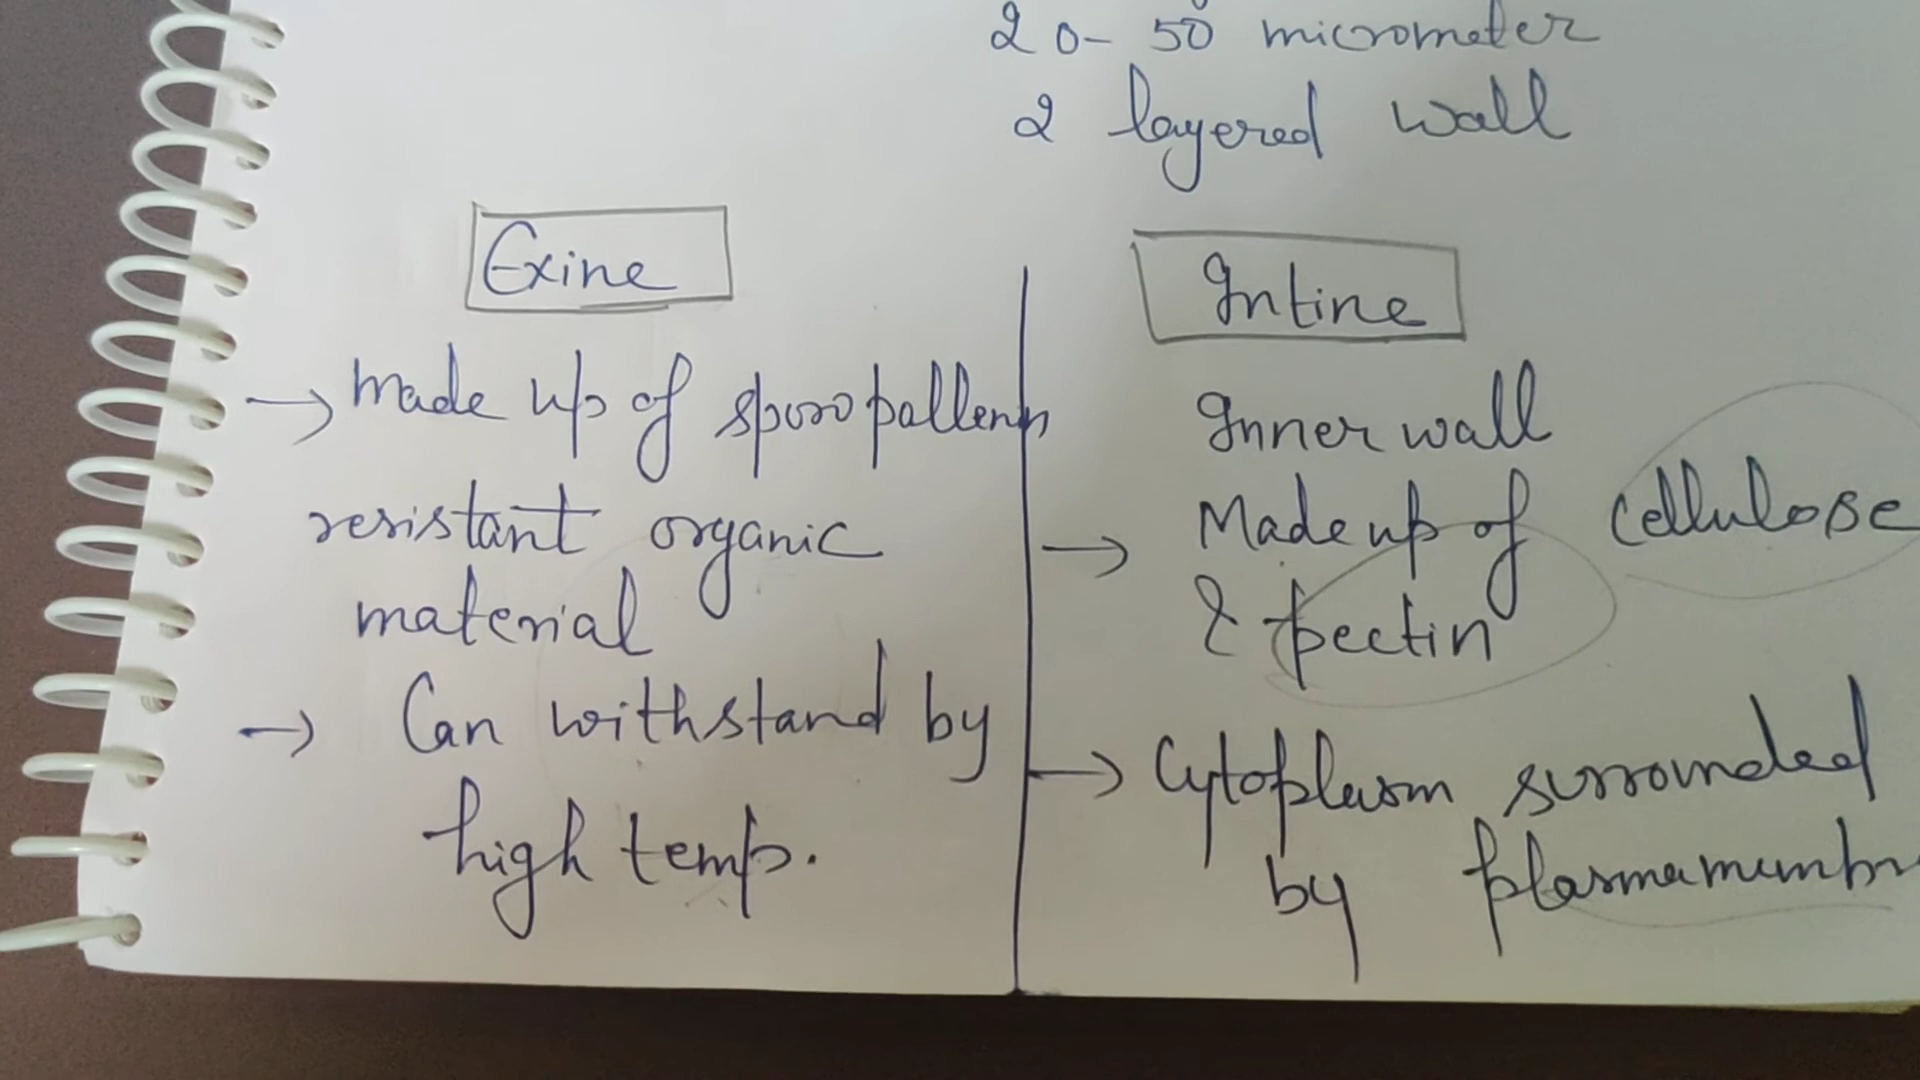 20-50 micrometer
2 layered wall
Exine
→ made up of sporopallenin
resistant organic
material
→ Can withstand by
high temp.
Intine
Inner wall
→ Made up of cellulose
& pectin
→ Cytoplasm surrounded
by plasmamembr